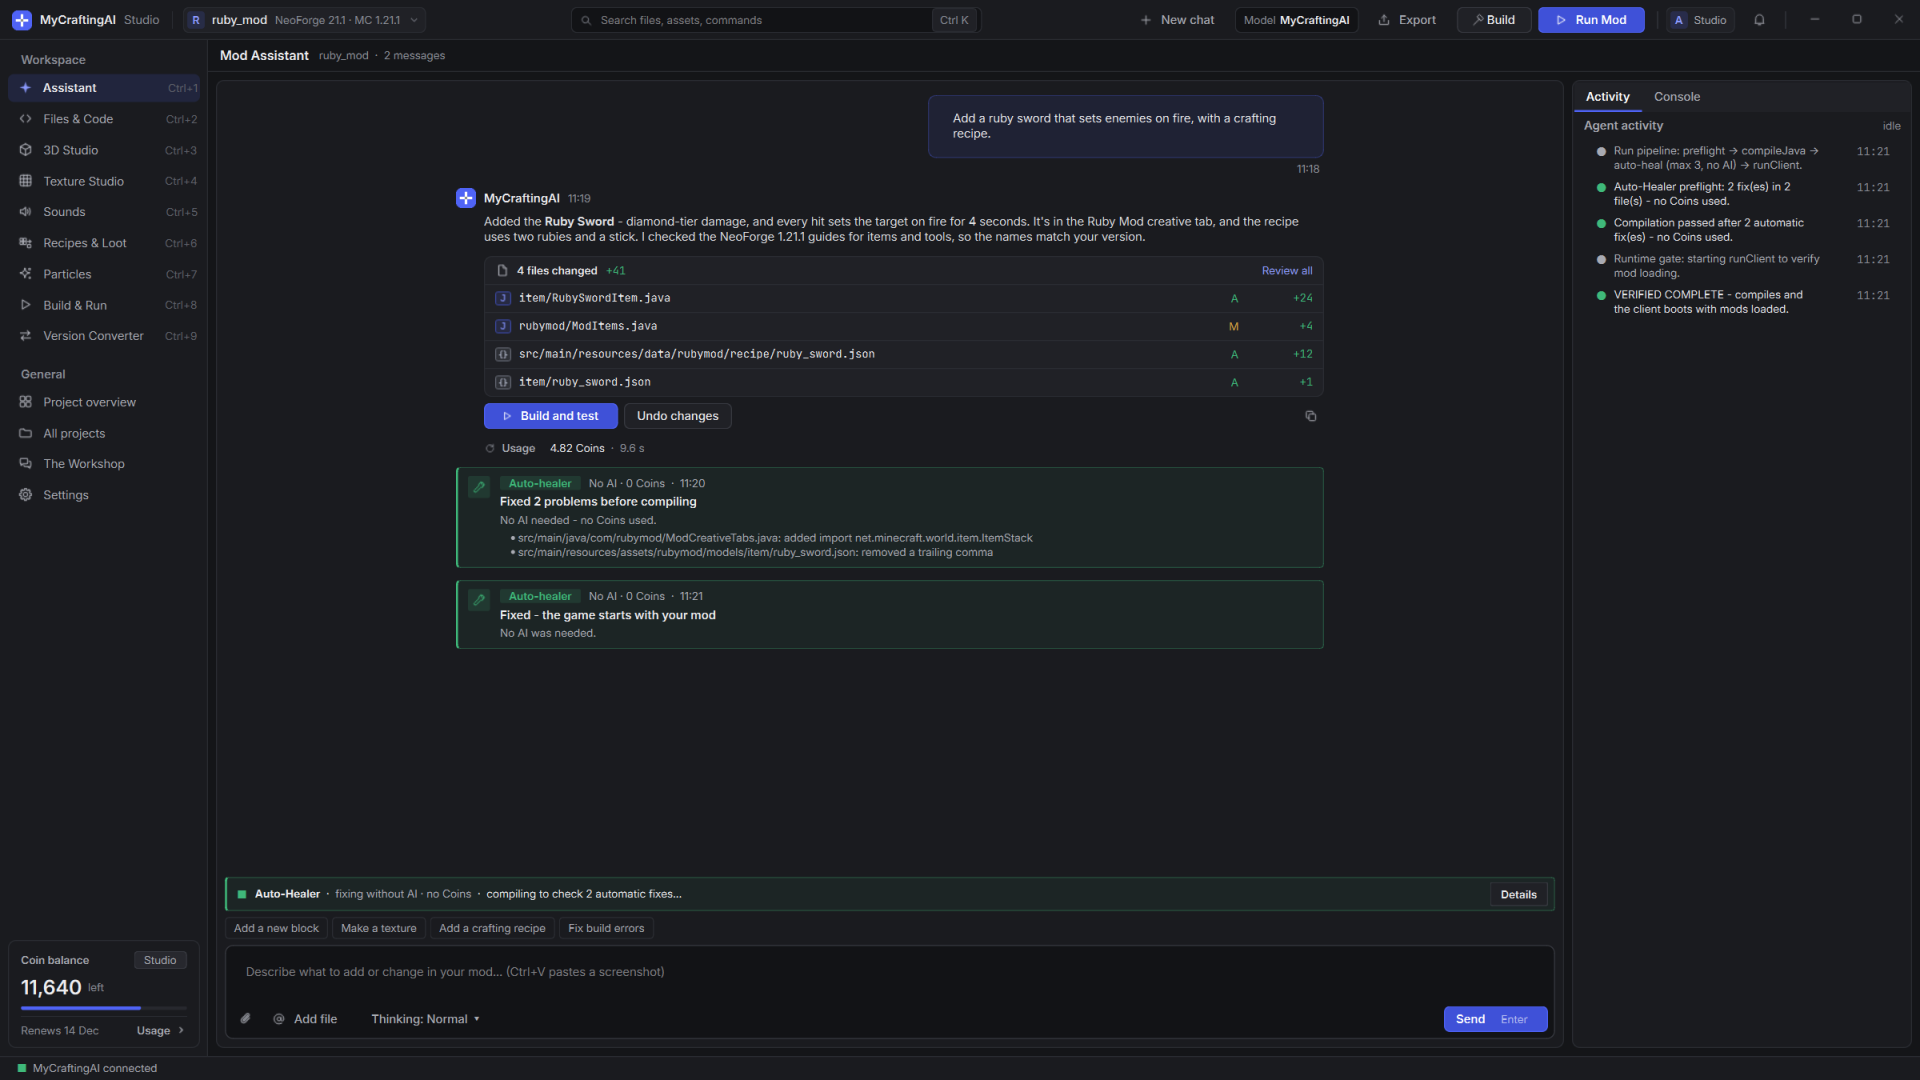 MyCraftingAI Studio
R ruby_mod NeoForge 21.1 · MC 1.21.1
Search files, assets, commands Ctrl K
New chat
Model MyCraftingAI
Export
Build
Run Mod
A Studio
Workspace
Assistant Ctrl+1
Files & Code Ctrl+2
3D Studio Ctrl+3
Texture Studio Ctrl+4
Sounds Ctrl+5
Recipes & Loot Ctrl+6
Particles Ctrl+7
Build & Run Ctrl+8
Version Converter Ctrl+9
General
Project overview
All projects
The Workshop
Settings
Coin balance Studio
11,640 left
Renews 14 Dec Usage
MyCraftingAI connected
Mod Assistant ruby_mod · 2 messages
Add a ruby sword that sets enemies on fire, with a crafting
recipe.
11:18
MyCraftingAI 11:19
Added the Ruby Sword - diamond-tier damage, and every hit sets the target on fire for 4 seconds. It's in the Ruby Mod creative tab, and the recipe
uses two rubies and a stick. I checked the NeoForge 1.21.1 guides for items and tools, so the names match your version.
4 files changed +41 Review all
J item/RubySwordItem.java A +24
J rubymod/ModItems.java M +4
{} src/main/resources/data/rubymod/recipe/ruby_sword.json A +12
{} item/ruby_sword.json A +1
Build and test
Undo changes
Usage 4.82 Coins · 9.6 s
Auto-healer No AI · 0 Coins · 11:20
Fixed 2 problems before compiling
No AI needed - no Coins used.
• src/main/java/com/rubymod/ModCreativeTabs.java: added import net.minecraft.world.item.ItemStack
• src/main/resources/assets/rubymod/models/item/ruby_sword.json: removed a trailing comma
Auto-healer No AI · 0 Coins · 11:21
Fixed - the game starts with your mod
No AI was needed.
Auto-Healer · fixing without AI · no Coins · compiling to check 2 automatic fixes... Details
Add a new block
Make a texture
Add a crafting recipe
Fix build errors
Describe what to add or change in your mod... (Ctrl+V pastes a screenshot)
@ Add file
Thinking: Normal
Send Enter
Activity
Console
Agent activity idle
Run pipeline: preflight → compileJava → 11:21
auto-heal (max 3, no AI) → runClient.
Auto-Healer preflight: 2 fix(es) in 2 11:21
file(s) - no Coins used.
Compilation passed after 2 automatic 11:21
fix(es) - no Coins used.
Runtime gate: starting runClient to verify 11:21
mod loading.
VERIFIED COMPLETE - compiles and 11:21
the client boots with mods loaded.